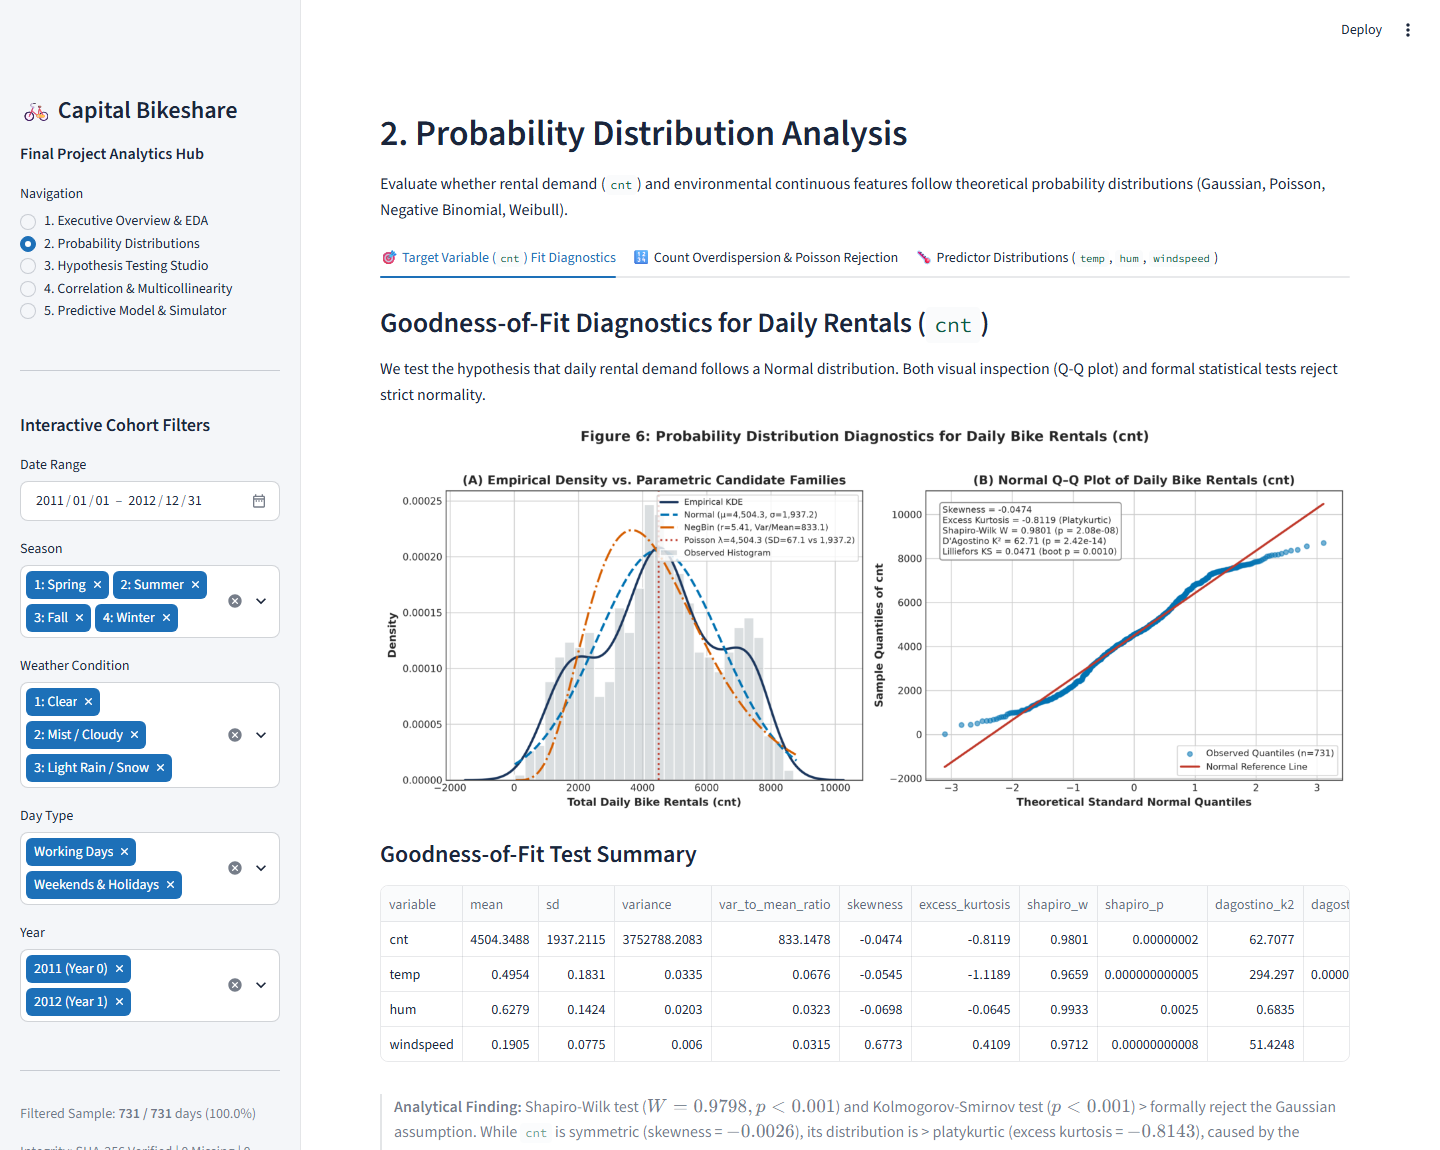 Deploy
Capital Bikeshare
Final Project Analytics Hub
Navigation
1. Executive Overview & EDA
2. Probability Distributions
3. Hypothesis Testing Studio
4. Correlation & Multicollinearity
5. Predictive Model & Simulator
Interactive Cohort Filters
Date Range
2011/01/01 – 2012/12/31
Season
1: Spring × 2: Summer ×
3: Fall × 4: Winter ×
Weather Condition
1: Clear ×
2: Mist / Cloudy ×
3: Light Rain / Snow ×
Day Type
Working Days ×
Weekends & Holidays ×
Year
2011 (Year 0) ×
2012 (Year 1) ×
Filtered Sample: 731 / 731 days (100.0%)
2. Probability Distribution Analysis
Evaluate whether rental demand ( cnt ) and environmental continuous features follow theoretical probability distributions (Gaussian, Poisson,
Negative Binomial, Weibull).
Target Variable ( cnt ) Fit Diagnostics
Count Overdispersion & Poisson Rejection
Predictor Distributions ( temp , hum , windspeed )
Goodness-of-Fit Diagnostics for Daily Rentals ( cnt )
We test the hypothesis that daily rental demand follows a Normal distribution. Both visual inspection (Q-Q plot) and formal statistical tests reject
strict normality.
Figure 6: Probability Distribution Diagnostics for Daily Bike Rentals (cnt)
(A) Empirical Density vs. Parametric Candidate Families
Empirical KDE
Normal (μ=4,504.3, σ=1,937.2)
NegBin (r=5.41, Var/Mean=833.1)
Poisson λ=4,504.3 (SD=67.1 vs 1,937.2)
Observed Histogram
Density
0.00025
0.00020
0.00015
0.00010
0.00005
0.00000
−2000 0 2000 4000 6000 8000 10000
Total Daily Bike Rentals (cnt)
(B) Normal Q–Q Plot of Daily Bike Rentals (cnt)
Skewness = -0.0474
Excess Kurtosis = -0.8119 (Platykurtic)
Shapiro-Wilk W = 0.9801 (p = 2.08e-08)
D'Agostino K² = 62.71 (p = 2.42e-14)
Lilliefors KS = 0.0471 (boot p = 0.0010)
Sample Quantiles of cnt
10000
8000
6000
4000
2000
0
−2000
Observed Quantiles (n=731)
Normal Reference Line
−3 −2 −1 0 1 2 3
Theoretical Standard Normal Quantiles
Goodness-of-Fit Test Summary
variable mean sd variance var_to_mean_ratio skewness excess_kurtosis shapiro_w shapiro_p dagostino_k2 dagost
cnt 4504.3488 1937.2115 3752788.2083 833.1478 -0.0474 -0.8119 0.9801 0.00000002 62.7077
temp 0.4954 0.1831 0.0335 0.0676 -0.0545 -1.1189 0.9659 0.000000000005 294.297 0.0000
hum 0.6279 0.1424 0.0203 0.0323 -0.0698 -0.0645 0.9933 0.0025 0.6835
windspeed 0.1905 0.0775 0.006 0.0315 0.6773 0.4109 0.9712 0.00000000008 51.4248
Analytical Finding: Shapiro-Wilk test (W = 0.9798, p < 0.001) and Kolmogorov-Smirnov test (p < 0.001) > formally reject the Gaussian
assumption. While cnt is symmetric (skewness = −0.0026), its distribution is > platykurtic (excess kurtosis = −0.8143), caused by the